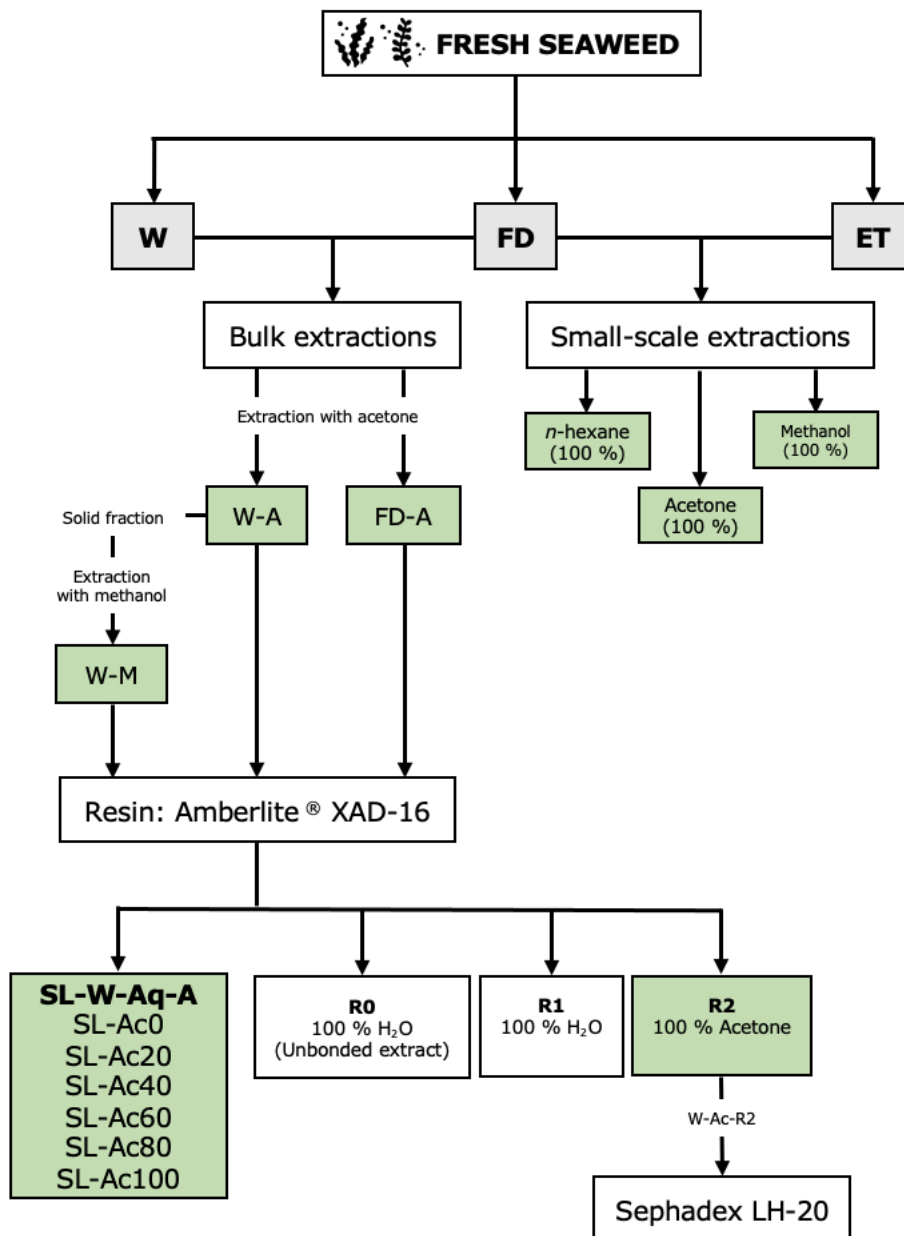 FRESH SEAWEED
W
FD
ET
Bulk extractions
Small-scale extractions
Extraction with acetone
n-hexane
(100 %)
Methanol
(100 %)
Acetone
(100 %)
Solid fraction
W-A
FD-A
Extraction
with methanol
W-M
Resin: Amberlite ® XAD-16
SL-W-Aq-A
SL-Ac0
SL-Ac20
SL-Ac40
SL-Ac60
SL-Ac80
SL-Ac100
R0
100 % H₂O
(Unbonded extract)
R1
100 % H₂O
R2
100 % Acetone
W-Ac-R2
Sephadex LH-20